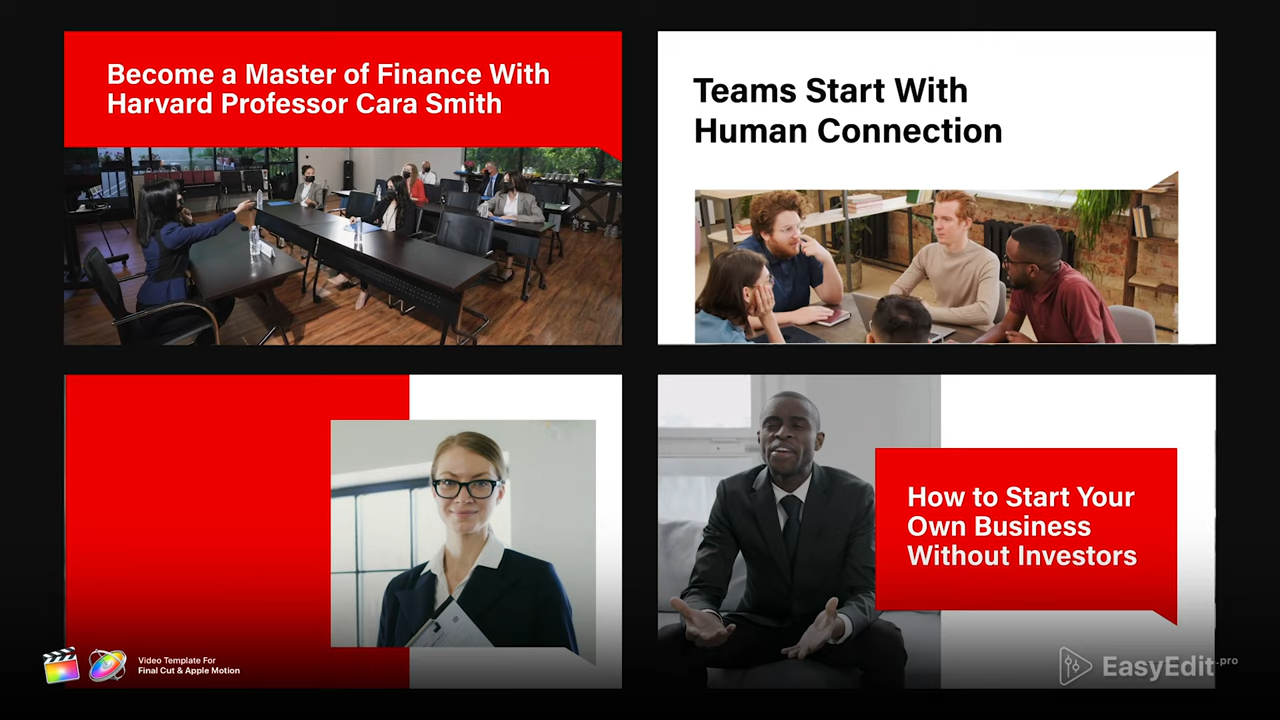 Become a Master of Finance With
Harvard Professor Cara Smith
Teams Start With
Human Connection
How to Start Your
Own Business
Without Investors
Video Template For
Final Cut & Apple Motion
EasyEdit.pro